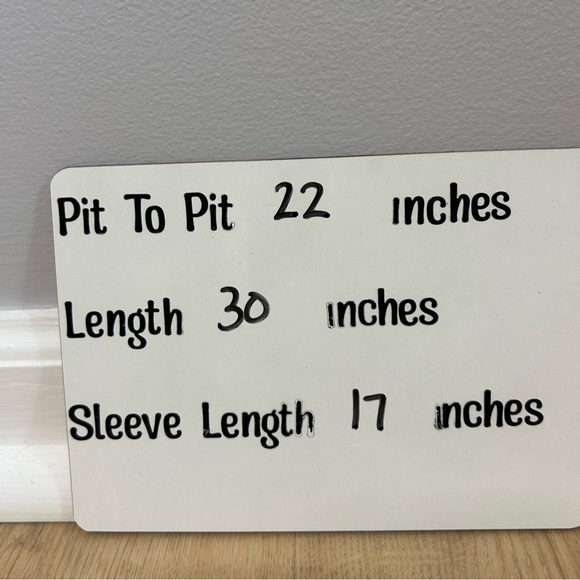 Pit To Pit 22 inches
Length 30 inches
Sleeve Length 17 inches